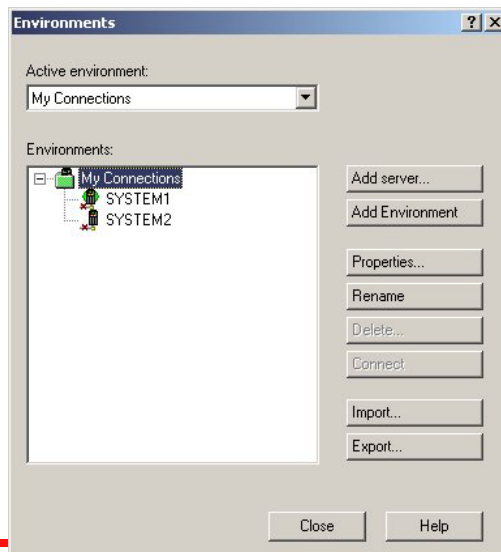 Environments
Active environment:
My Connections
Environments:
My Connections
SYSTEM1
SYSTEM2
Add server...
Add Environment
Properties...
Rename
Delete...
Connect
Import...
Export...
Close
Help